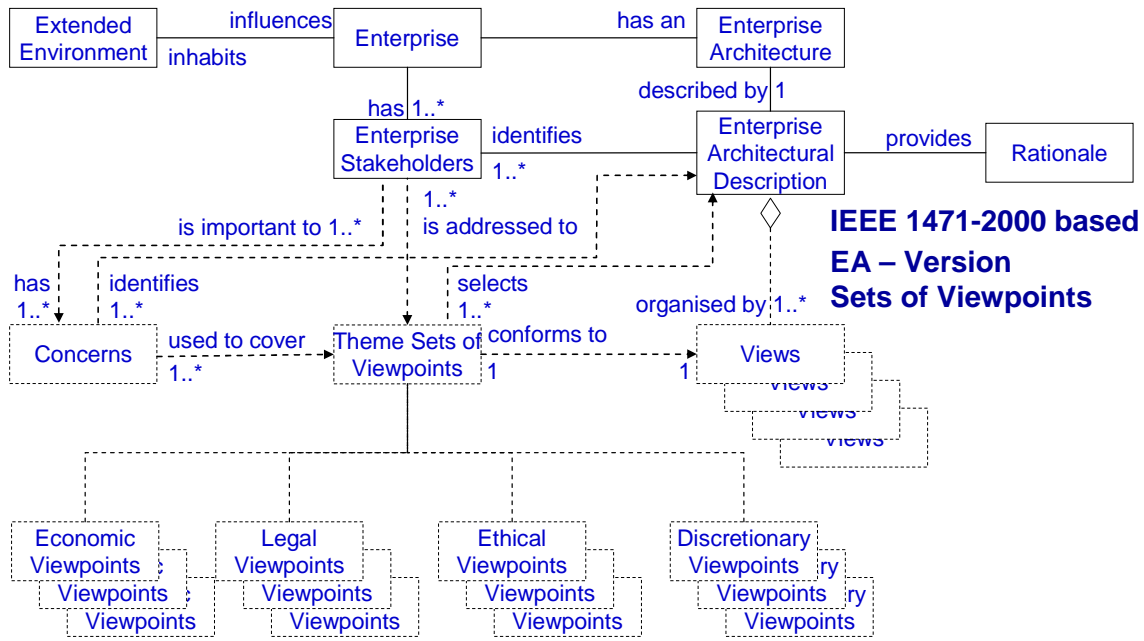 Extended
Environment
influences
inhabits
Enterprise
has an
Enterprise
Architecture
has 1..*
described by 1
Enterprise
Stakeholders
identifies
1..*
Enterprise
Architectural
Description
provides
Rationale
1..*
is important to 1..*
is addressed to
IEEE 1471-2000 based
EA – Version
Sets of Viewpoints
has
1..*
identifies
1..*
selects
1..*
organised by 1..*
Concerns
used to cover
1..*
Theme Sets of
Viewpoints
conforms to
1
1
Views
Views
Views
Views
Economic
Viewpoints
c
Viewpoints
c
Viewpoints
Legal
Viewpoints
Viewpoints
Viewpoints
Ethical
Viewpoints
Viewpoints
Viewpoints
Discretionary
Viewpoints
ry
Viewpoints
ry
Viewpoints